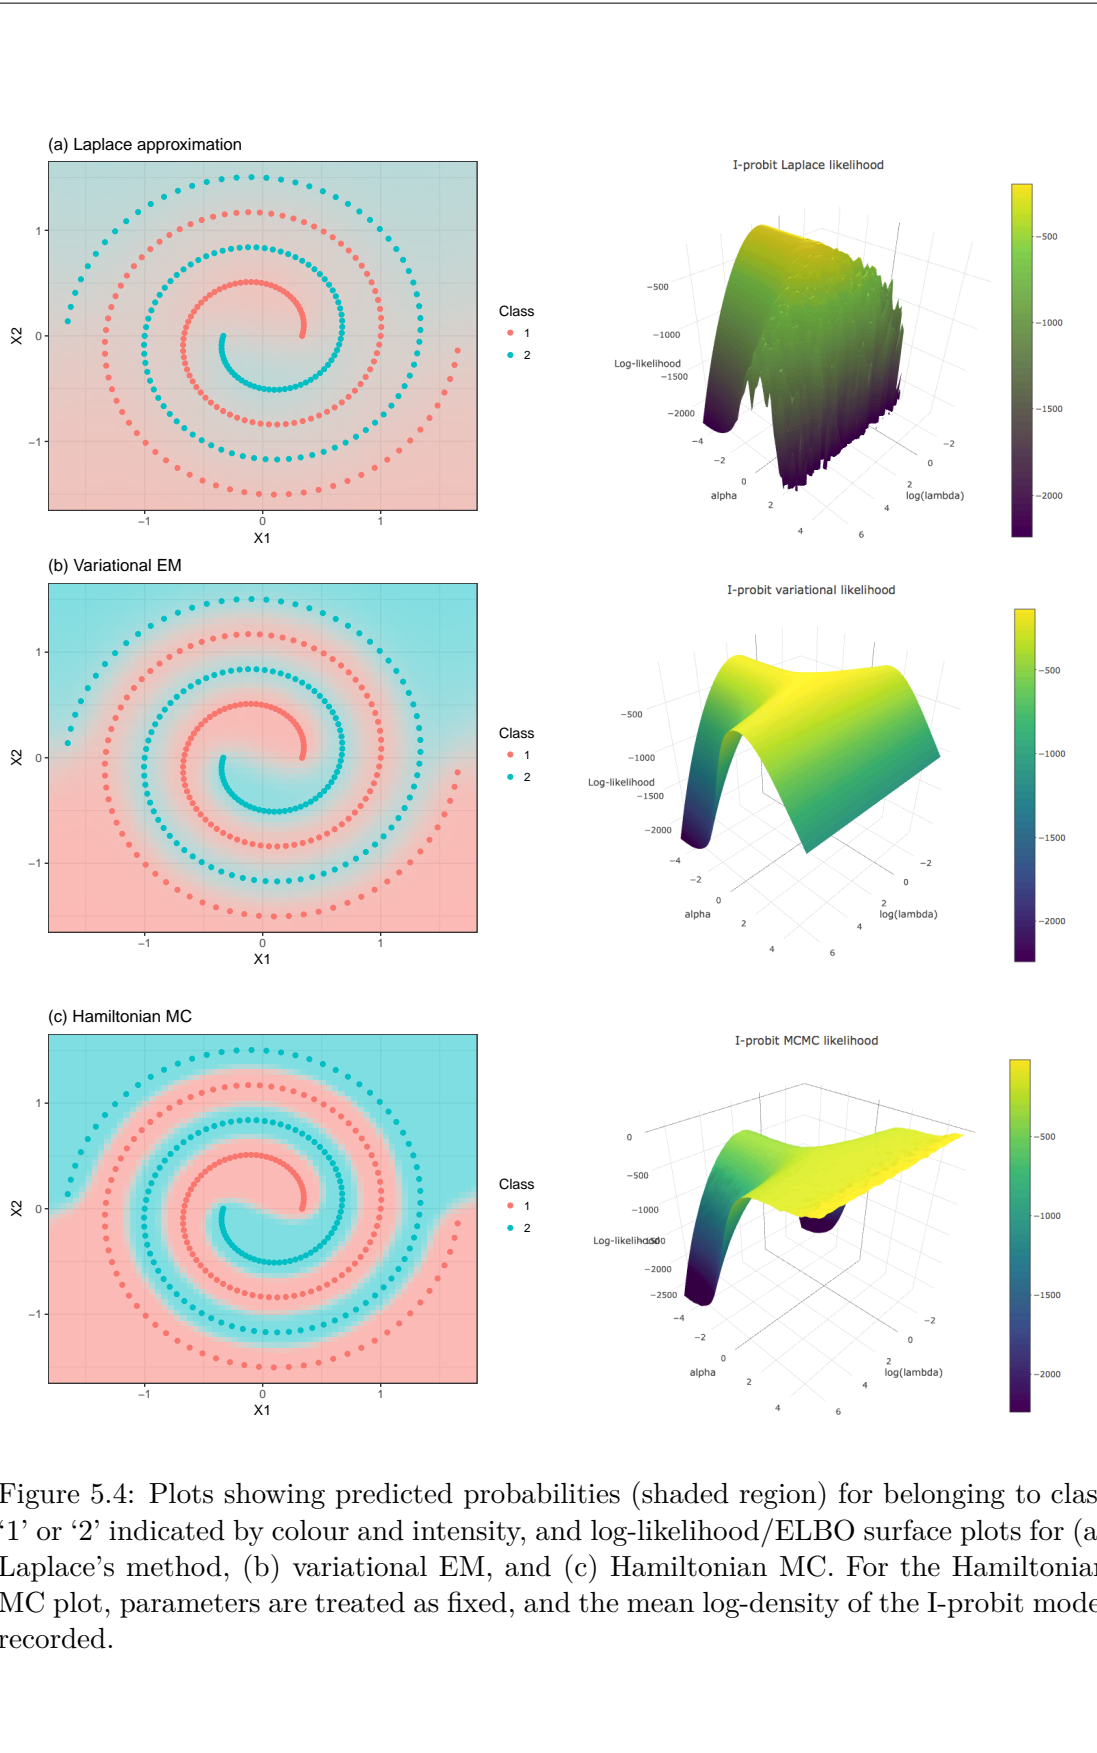 (a) Laplace approximation
X2
1
0
−1
−1
0
1
X1
Class
1
2
I-probit Laplace likelihood
−500
−1000
Log-likelihood
−1500
−2000
−4
−2
0
alpha
2
4
6
4
2
log(lambda)
0
−2
−500
−1000
−1500
−2000
(b) Variational EM
X2
1
0
−1
−1
0
1
X1
Class
1
2
I-probit variational likelihood
−500
−1000
Log-likelihood
−1500
−2000
−4
−2
0
alpha
2
4
6
4
2
log(lambda)
0
−2
−500
−1000
−1500
−2000
(c) Hamiltonian MC
X2
1
0
−1
−1
0
1
X1
Class
1
2
I-probit MCMC likelihood
0
−500
−1000
Log-likelihood
−1500
−2000
−2500
−4
−2
0
alpha
2
4
6
4
2
log(lambda)
0
−2
−500
−1000
−1500
−2000
Figure 5.4: Plots showing predicted probabilities (shaded region) for belonging to clas
‘1’ or ‘2’ indicated by colour and intensity, and log-likelihood/ELBO surface plots for (a
Laplace’s method, (b) variational EM, and (c) Hamiltonian MC. For the Hamiltonian
MC plot, parameters are treated as fixed, and the mean log-density of the I-probit mode
recorded.